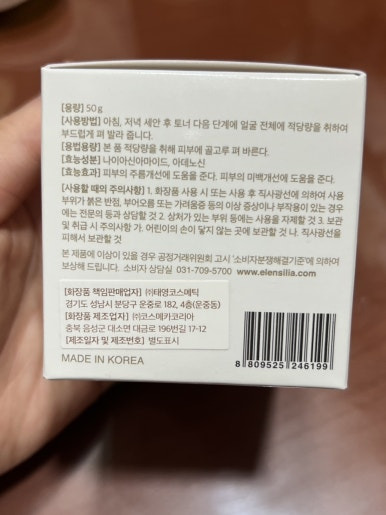 [용량] 50g
[사용방법] 아침, 저녁 세안 후 토너 다음 단계에 얼굴 전체에 적당량을 취하여
부드럽게 펴 발라 줍니다.
[용법용량] 본 품 적당량을 취해 피부에 골고루 펴 바른다.
[효능성분] 나이아신아마이드, 아데노신
[효능효과] 피부의 주름개선에 도움을 준다. 피부의 미백개선에 도움을 준다.
[사용할 때의 주의사항] 1. 화장품 사용 시 또는 사용 후 직사광선에 의하여 사용
부위가 붉은 반점, 부어오름 또는 가려움증 등의 이상 증상이나 부작용이 있는 경우
에는 전문의 등과 상담할 것 2. 상처가 있는 부위 등에는 사용을 자제할 것 3. 보관
및 취급 시 주의사항 가. 어린이의 손이 닿지 않는 곳에 보관할 것 나. 직사광선을
피해서 보관할 것
본 제품에 이상이 있을 경우 공정거래위원회 고시 '소비자분쟁해결기준'에 의하여
보상해 드립니다. 소비자 상담실 031-709-5700 www.elensilia.com
[화장품 책임판매업자] ㈜태영코스메틱
경기도 성남시 분당구 운중로 182, 4층(운중동)
[화장품 제조업자] ㈜코스메카코리아
충북 음성군 대소면 대금로 196번길 17-12
[제조일자 및 제조번호] 별도표시
MADE IN KOREA
8 809525 246199